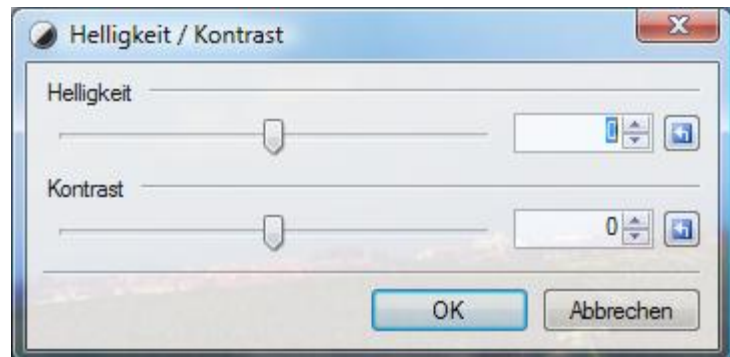 Helligkeit / Kontrast
Helligkeit
0
Kontrast
0
OK Abbrechen